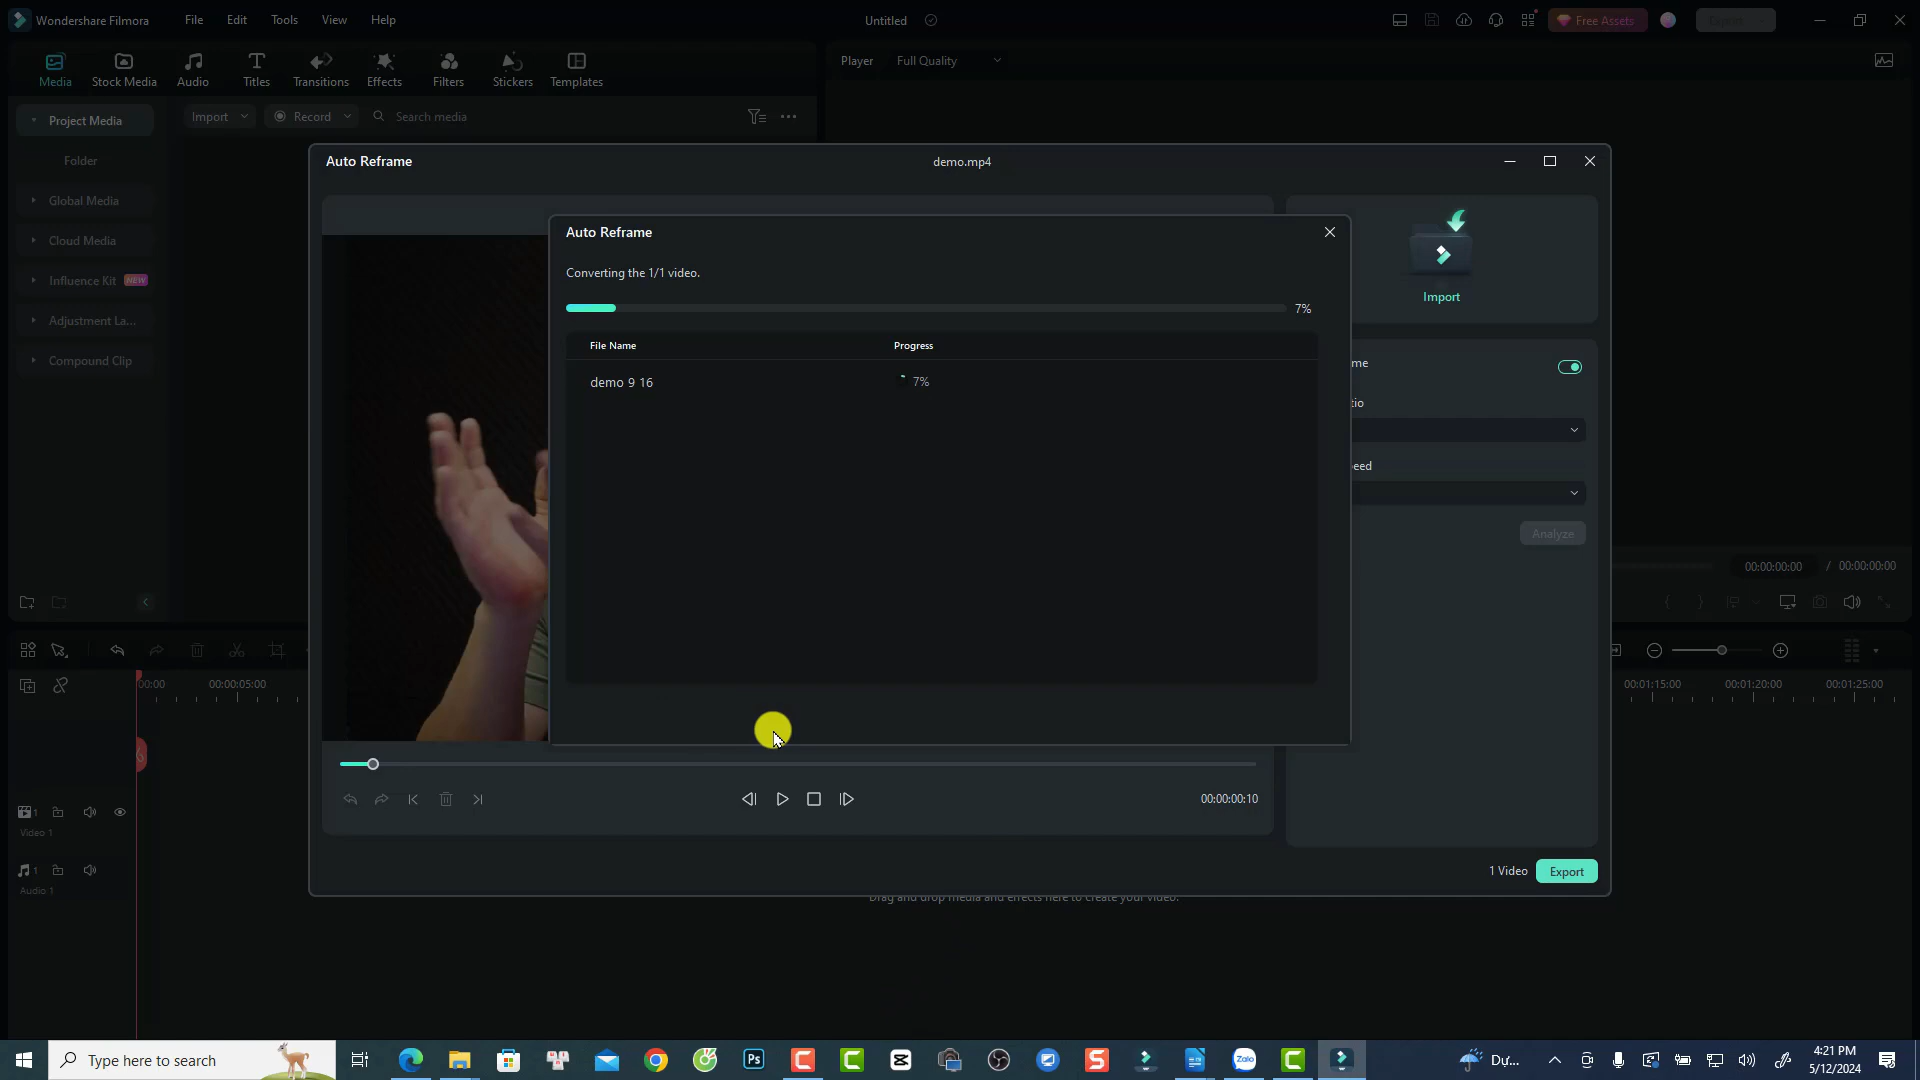 Wondershare Filmora File Edit Tools View Help Untitled Free Assets Export
Media Stock Media Audio Titles Transitions Effects Filters Stickers Templates Player Full Quality
Project Media Import Record Search media
Folder
Global Media
Cloud Media
Influence Kit NEW
Adjustment La...
Compound Clip
Auto Reframe demo.mp4
Import
Auto Reframe
Converting the 1/1 video.
7%
File Name Progress
demo 9 16 7%
me
tio
eed
Analyze
00:00:00:00 / 00:00:00:00
00:00 00:00:05:00 00:01:15:00 00:01:20:00 00:01:25:00
00:00:00:10
1
Video 1
1
Audio 1
1 Video Export
Drag and drop media and effects here to create your video.
Type here to search
Ps
Zalo
Dự...
4:21 PM
5/12/2024